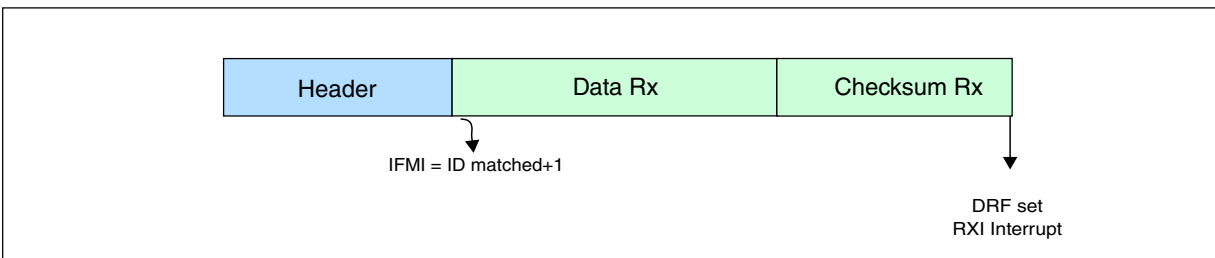 Header
Data Rx
Checksum Rx
IFMI = ID matched+1
DRF set
RXI Interrupt